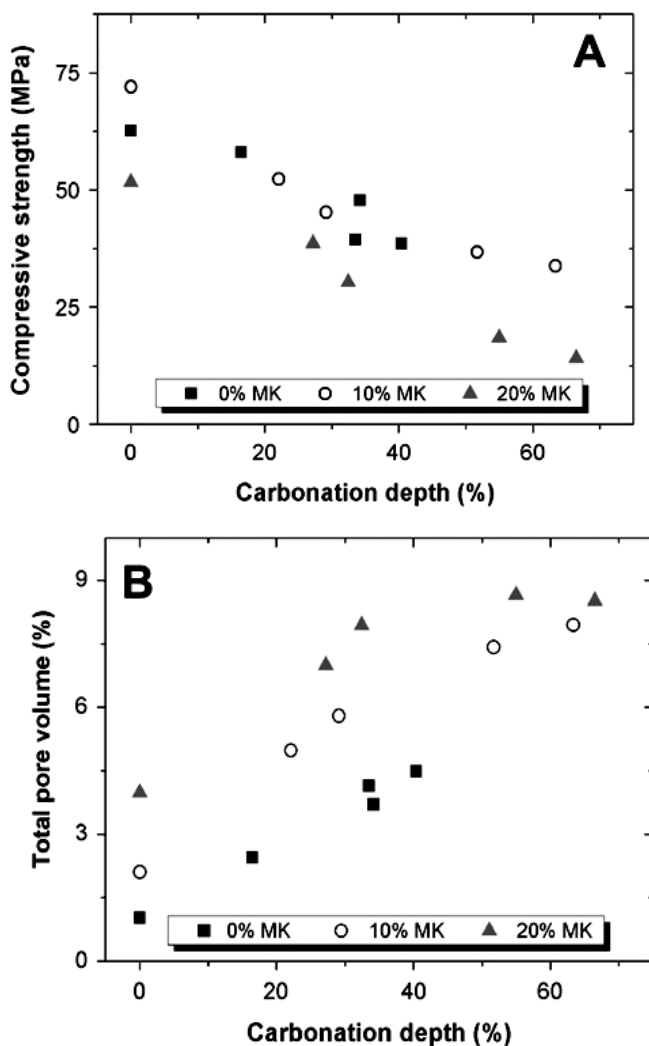 A
Compressive strength (MPa)
75
50
25
0
0% MK 10% MK 20% MK
0 20 40 60
Carbonation depth (%)
B
Total pore volume (%)
9
6
3
0
0% MK 10% MK 20% MK
0 20 40 60
Carbonation depth (%)